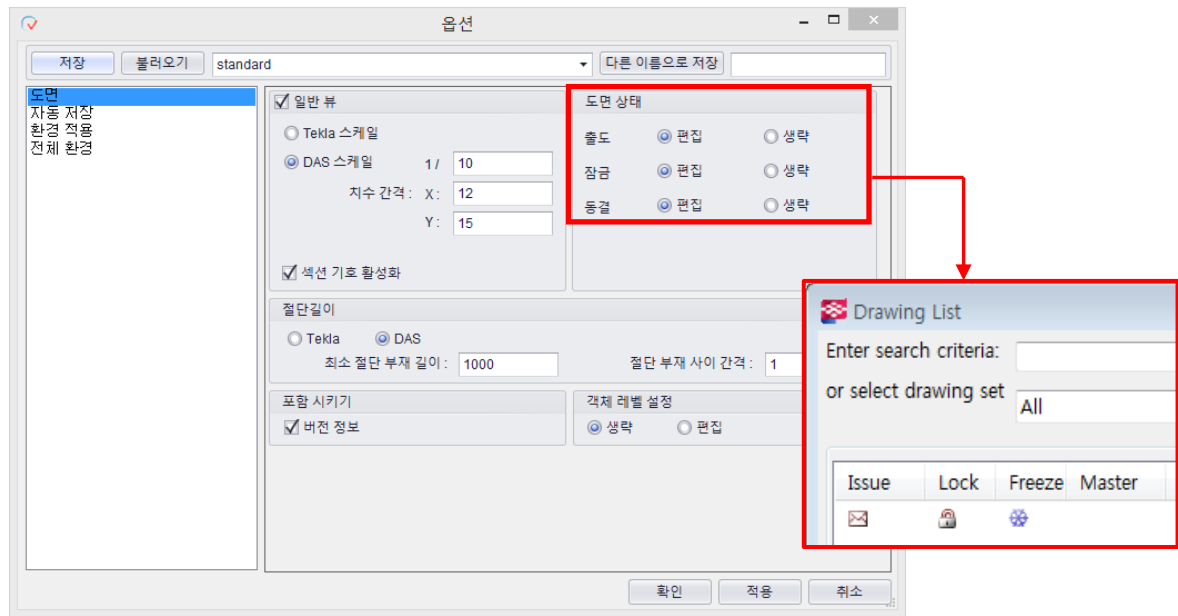 옵션
저장 불러오기 standard 다른 이름으로 저장
도면
자동 저장
환경 적용
전체 환경
일반 뷰
Tekla 스케일
DAS 스케일 1 / 10
치수 간격 : X : 12
Y : 15
섹션 기호 활성화
도면 상태
출도 편집 생략
잠금 편집 생략
동결 편집 생략
절단길이
Tekla DAS
최소 절단 부재 길이 : 1000 절단 부재 사이 간격 : 1
포함 시키기
버전 정보
객체 레벨 설정
생략 편집
Drawing List
Enter search criteria:
or select drawing set All
Issue Lock Freeze Master
확인 적용 취소